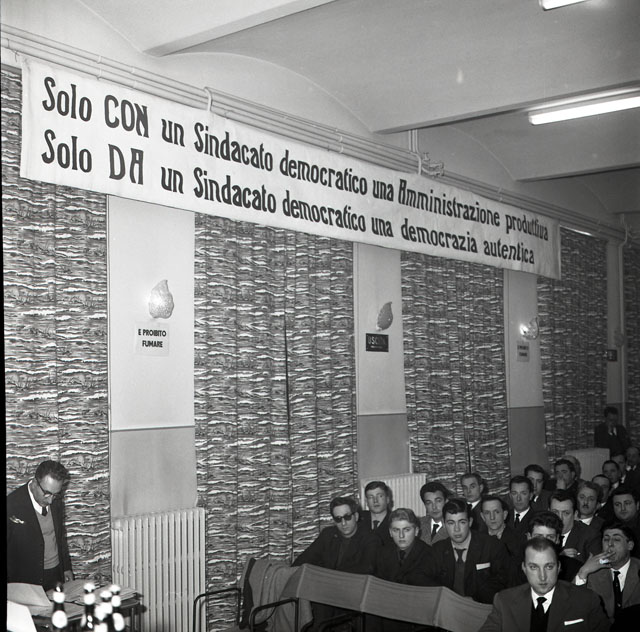 Solo CON un Sindacato democratico una Amministrazione produttiva
Solo DA un Sindacato democratico una democrazia autentica
È PROIBITO
FUMARE
USCITA